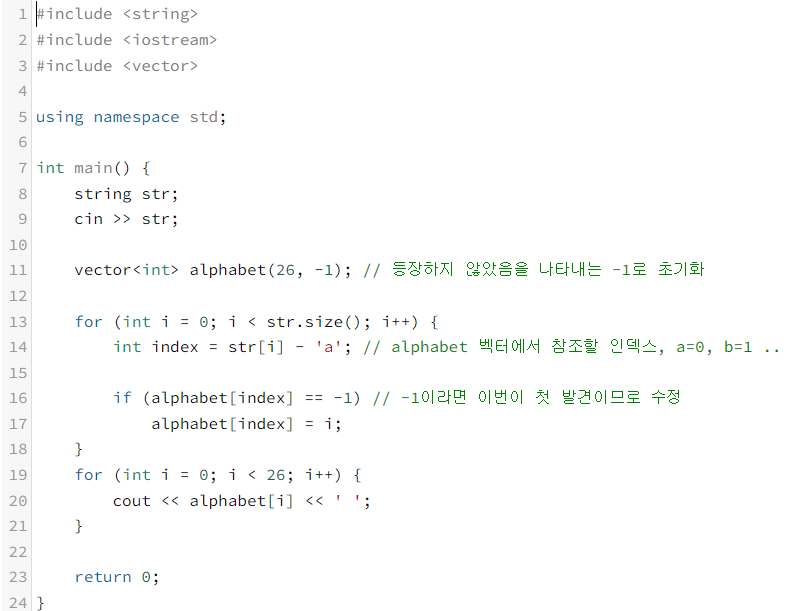 1 #include <string>
2 #include <iostream>
3 #include <vector>
4
5 using namespace std;
6
7 int main() {
8     string str;
9     cin >> str;
10
11     vector<int> alphabet(26, -1); // 등장하지 않았음을 나타내는 -1로 초기화
12
13     for (int i = 0; i < str.size(); i++) {
14         int index = str[i] - 'a'; // alphabet 벡터에서 참조할 인덱스, a=0, b=1 ..
15
16         if (alphabet[index] == -1) // -1이라면 이번이 첫 발견이므로 수정
17             alphabet[index] = i;
18     }
19     for (int i = 0; i < 26; i++) {
20         cout << alphabet[i] << ' ';
21     }
22
23     return 0;
24 }